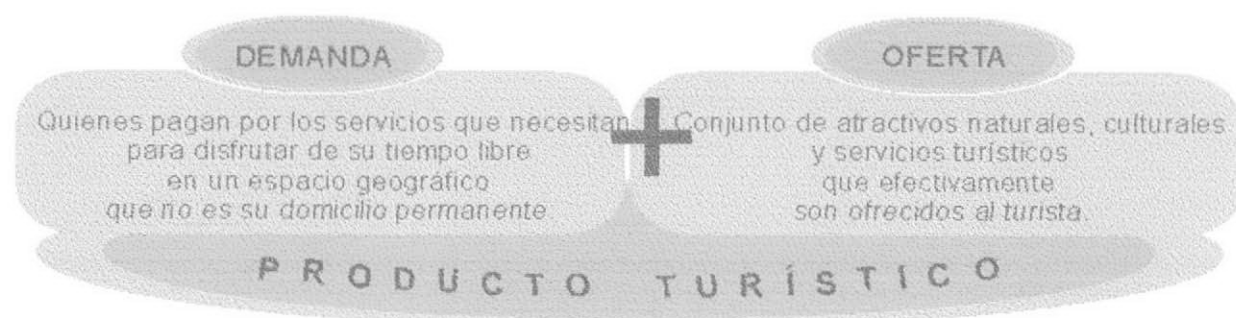 DEMANDA
Quienes pagan por los servicios que necesitan
para disfrutar de su tiempo libre
en un espacio geográfico
que no es su domicilio permanente.
+
OFERTA
Conjunto de atractivos naturales, culturales
y servicios turísticos
que efectivamente
son ofrecidos al turista.
PRODUCTO TURÍSTICO